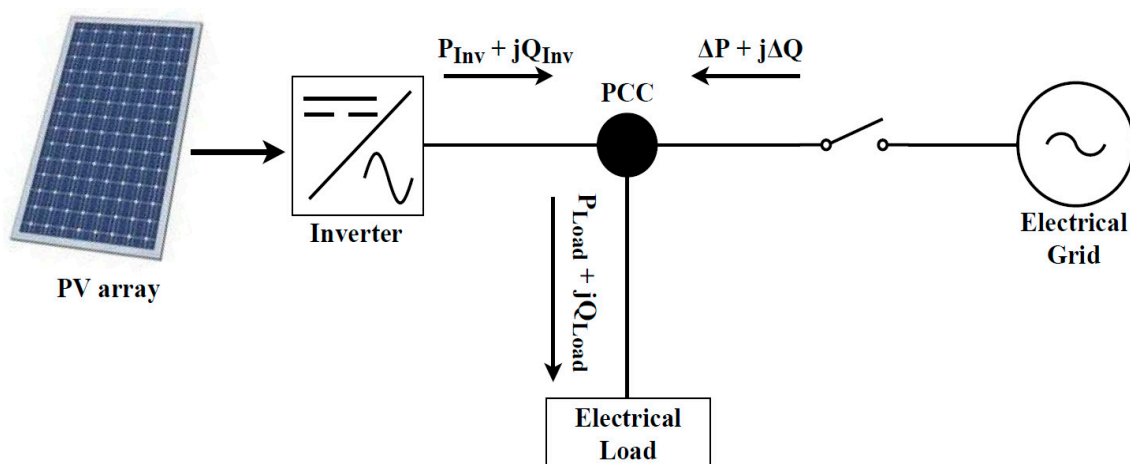 P_Inv + jQ_Inv
ΔP + jΔQ
PCC
Inverter
PV array
P_Load + jQ_Load
Electrical
Grid
Electrical
Load